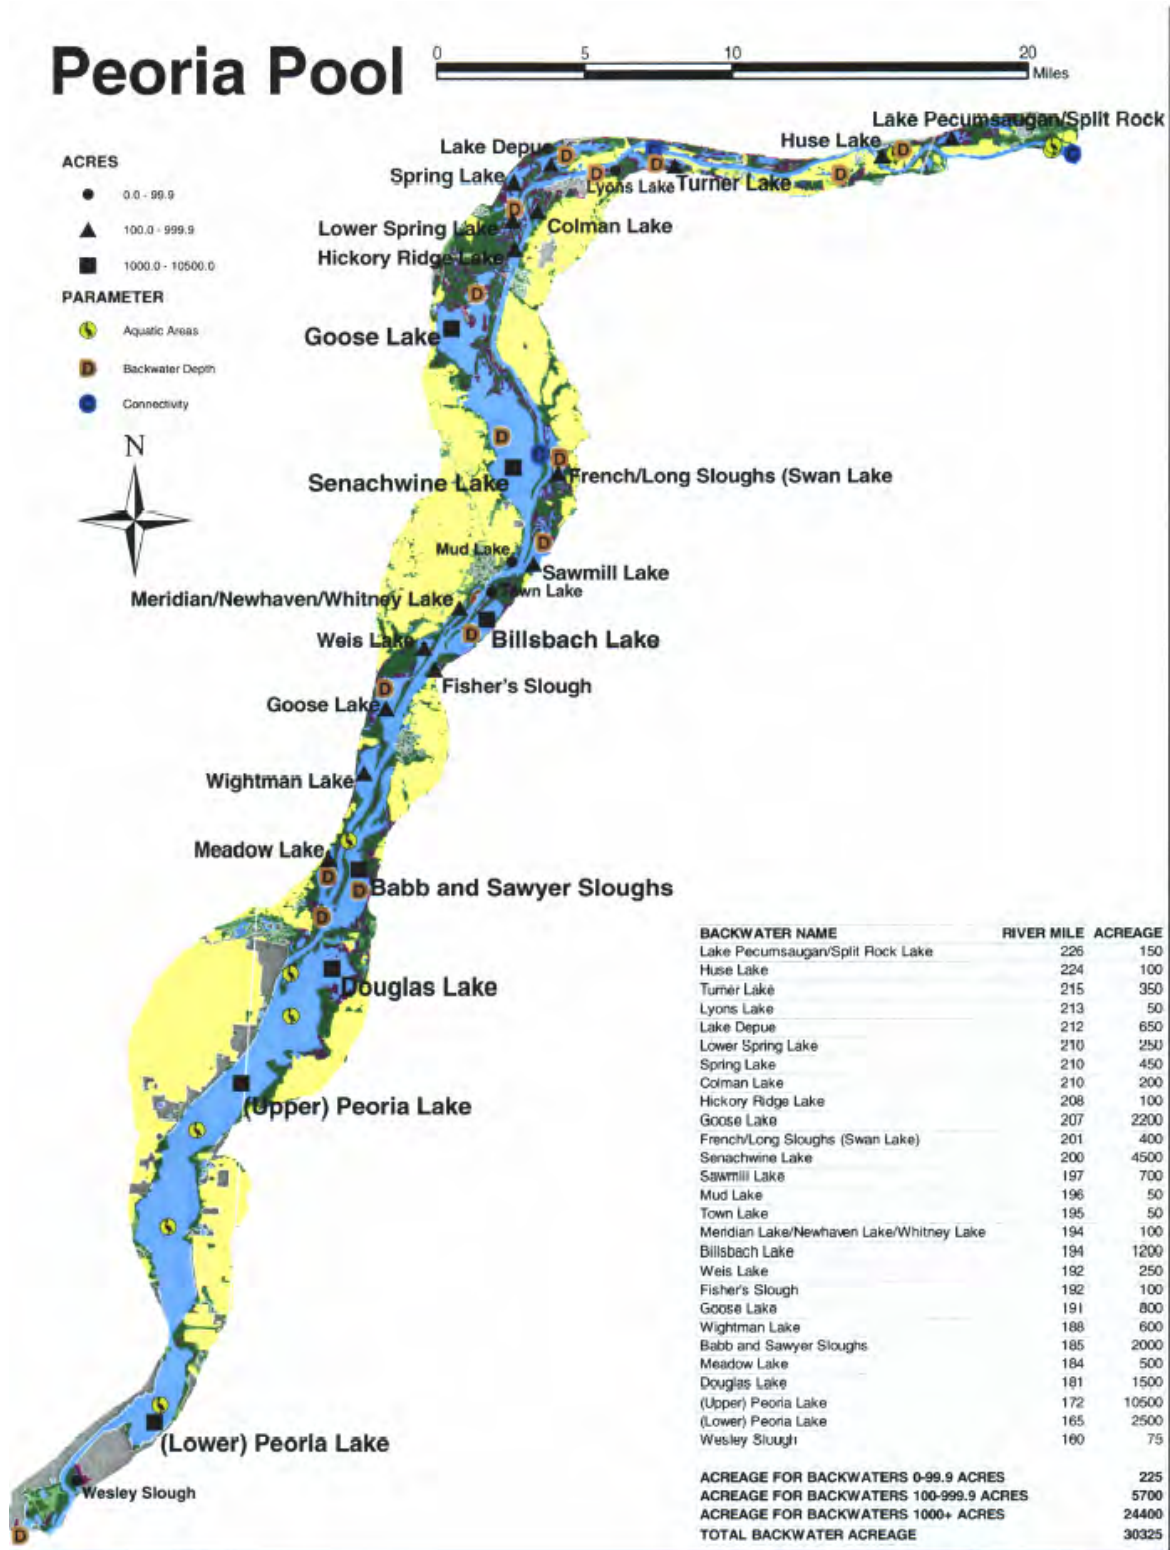 Peoria Pool
0 5 10 20
Miles
ACRES
0.0 - 99.9
100.0 - 999.9
1000.0 - 10500.0
PARAMETER
Aquatic Areas
D Backwater Depth
C Connectivity
N
Lake Pecumsaugan/Split Rock
Huse Lake
Lake Depue
Spring Lake
Lyons Lake
Turner Lake
Lower Spring Lake
Colman Lake
Hickory Ridge Lake
Goose Lake
Senachwine Lake
French/Long Sloughs (Swan Lake
Mud Lake
Sawmill Lake
Town Lake
Meridian/Newhaven/Whitney Lake
Weis Lake
Billsbach Lake
Fisher's Slough
Goose Lake
Wightman Lake
Meadow Lake
Babb and Sawyer Sloughs
Douglas Lake
(Upper) Peoria Lake
(Lower) Peoria Lake
Wesley Slough
BACKWATER NAME RIVER MILE ACREAGE
Lake Pecumsaugan/Split Rock Lake 226 150
Huse Lake 224 100
Turner Lake 215 350
Lyons Lake 213 50
Lake Depue 212 650
Lower Spring Lake 210 250
Spring Lake 210 450
Colman Lake 210 200
Hickory Ridge Lake 208 100
Goose Lake 207 2200
French/Long Sloughs (Swan Lake) 201 400
Senachwine Lake 200 4500
Sawmill Lake 197 700
Mud Lake 196 50
Town Lake 195 50
Meridian Lake/Newhaven Lake/Whitney Lake 194 100
Billsbach Lake 194 1200
Weis Lake 192 250
Fisher's Slough 192 100
Goose Lake 191 800
Wightman Lake 188 600
Babb and Sawyer Sloughs 185 2000
Meadow Lake 184 500
Douglas Lake 181 1500
(Upper) Peoria Lake 172 10500
(Lower) Peoria Lake 165 2500
Wesley Slough 160 75
ACREAGE FOR BACKWATERS 0-99.9 ACRES 225
ACREAGE FOR BACKWATERS 100-999.9 ACRES 5700
ACREAGE FOR BACKWATERS 1000+ ACRES 24400
TOTAL BACKWATER ACREAGE 30325